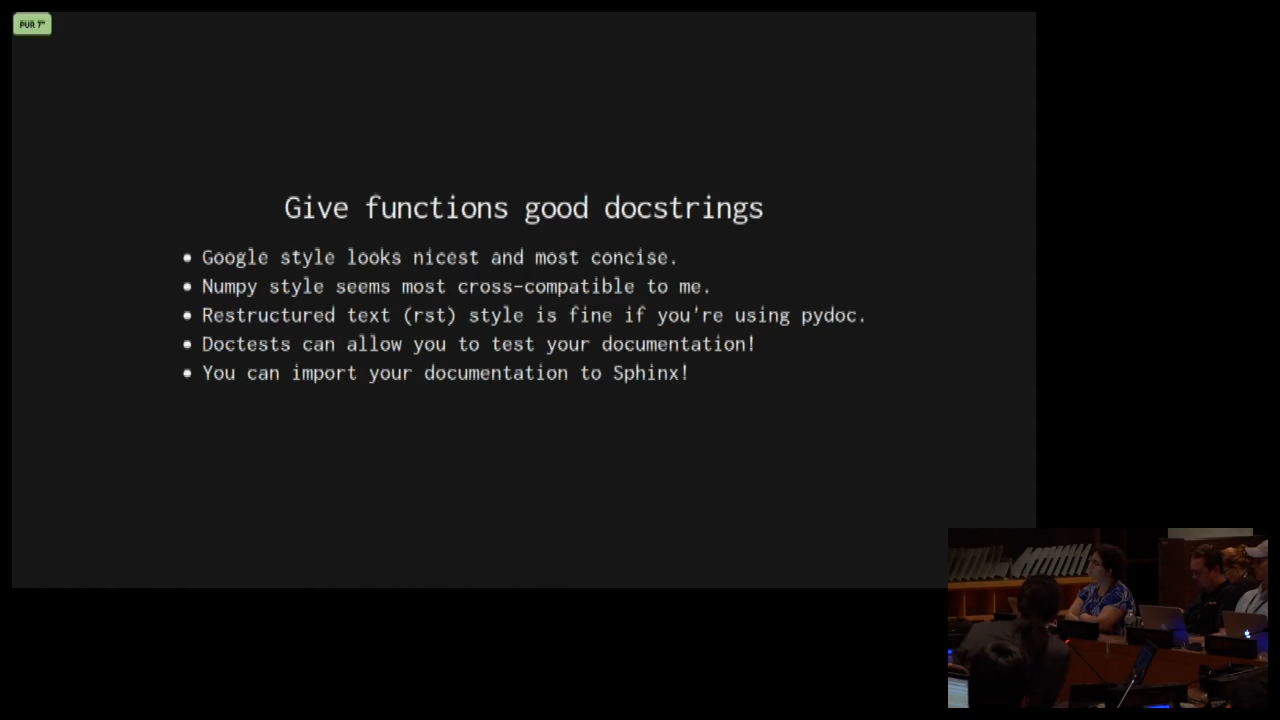 Give functions good docstrings
Google style looks nicest and most concise.
Numpy style seems most cross-compatible to me.
Restructured text (rst) style is fine if you're using pydoc.
Doctests can allow you to test your documentation!
You can import your documentation to Sphinx!